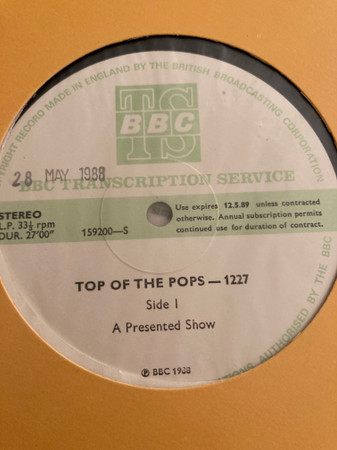 YRIGHT RECORD MADE IN ENGLAND BY THE BRITISH BROADCASTING CORPORATION
TS
BBC
28 MAY 1988
BBC TRANSCRIPTION SERVICE
STEREO
L.P. 33⅓ rpm
DUR. 27'00"
159200—S
Use expires 12.5.89 unless contracted
otherwise. Annual subscription permits
continued use for duration of contract.
TOP OF THE POPS — 1227
Side 1
A Presented Show
℗ BBC 1988
IONS AUTHORISED BY THE BBC